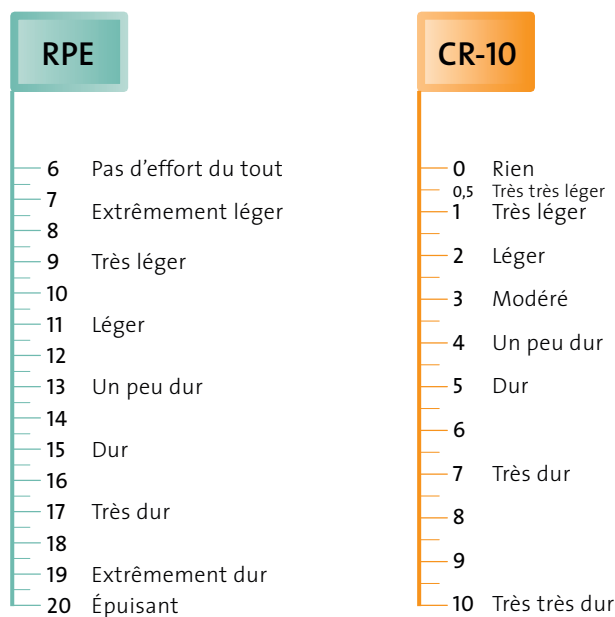 RPE
6 Pas d'effort du tout
7
Extrêmement léger
8
9 Très léger
10
11 Léger
12
13 Un peu dur
14
15 Dur
16
17 Très dur
18
19 Extrêmement dur
20 Épuisant
CR-10
0 Rien
0,5 Très très léger
1 Très léger
2 Léger
3 Modéré
4 Un peu dur
5 Dur
6
7 Très dur
8
9
10 Très très dur